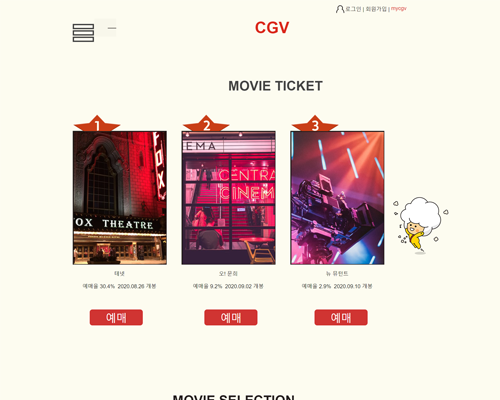 로그인 | 회원가입 | mycgv
CGV
MOVIE TICKET
1
2
3
FOX
EMA
CENTRA
CINEM
OX THEATRE
테넷
오! 문희
뉴 뮤턴트
예매율 30.4% 2020.08.26 개봉
예매율 9.2% 2020.09.02 개봉
예매율 2.9% 2020.09.10 개봉
예매
예매
예매
MOVIE SELECTION